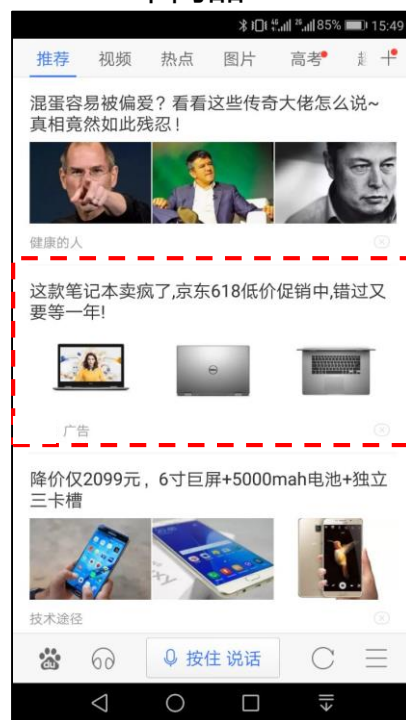 85% 15:49
推荐 视频 热点 图片 高考
混蛋容易被偏爱？看看这些传奇大佬怎么说~
真相竟然如此残忍！
健康的人
这款笔记本卖疯了,京东618低价促销中,错过又
要等一年!
广告
降价仅2099元，6寸巨屏+5000mah电池+独立
三卡槽
技术途径
按住 说话